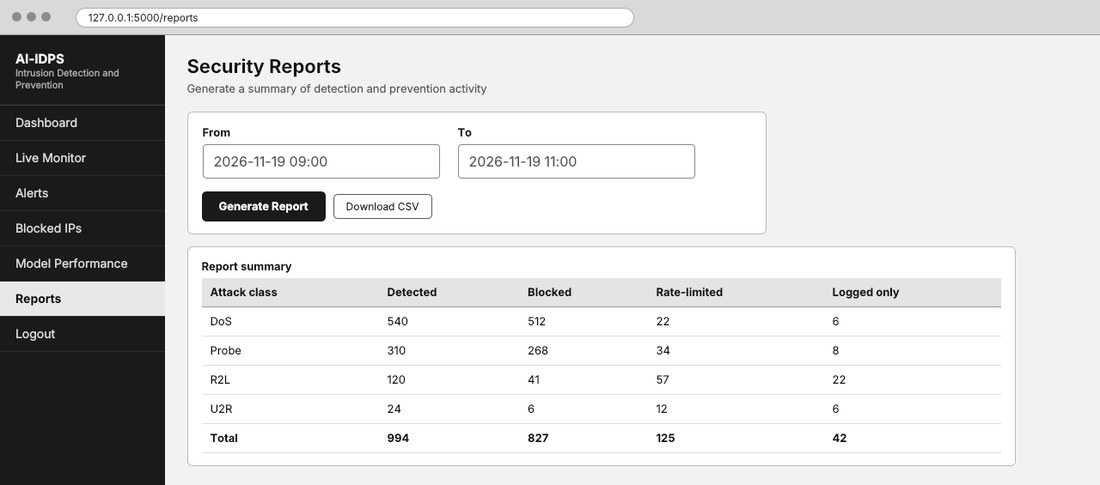 127.0.0.1:5000/reports
AI-IDPS
Intrusion Detection and
Prevention
Dashboard
Live Monitor
Alerts
Blocked IPs
Model Performance
Reports
Logout
Security Reports
Generate a summary of detection and prevention activity
From To
2026-11-19 09:00 2026-11-19 11:00
Generate Report Download CSV
Report summary
Attack class Detected Blocked Rate-limited Logged only
DoS 540 512 22 6
Probe 310 268 34 8
R2L 120 41 57 22
U2R 24 6 12 6
Total 994 827 125 42